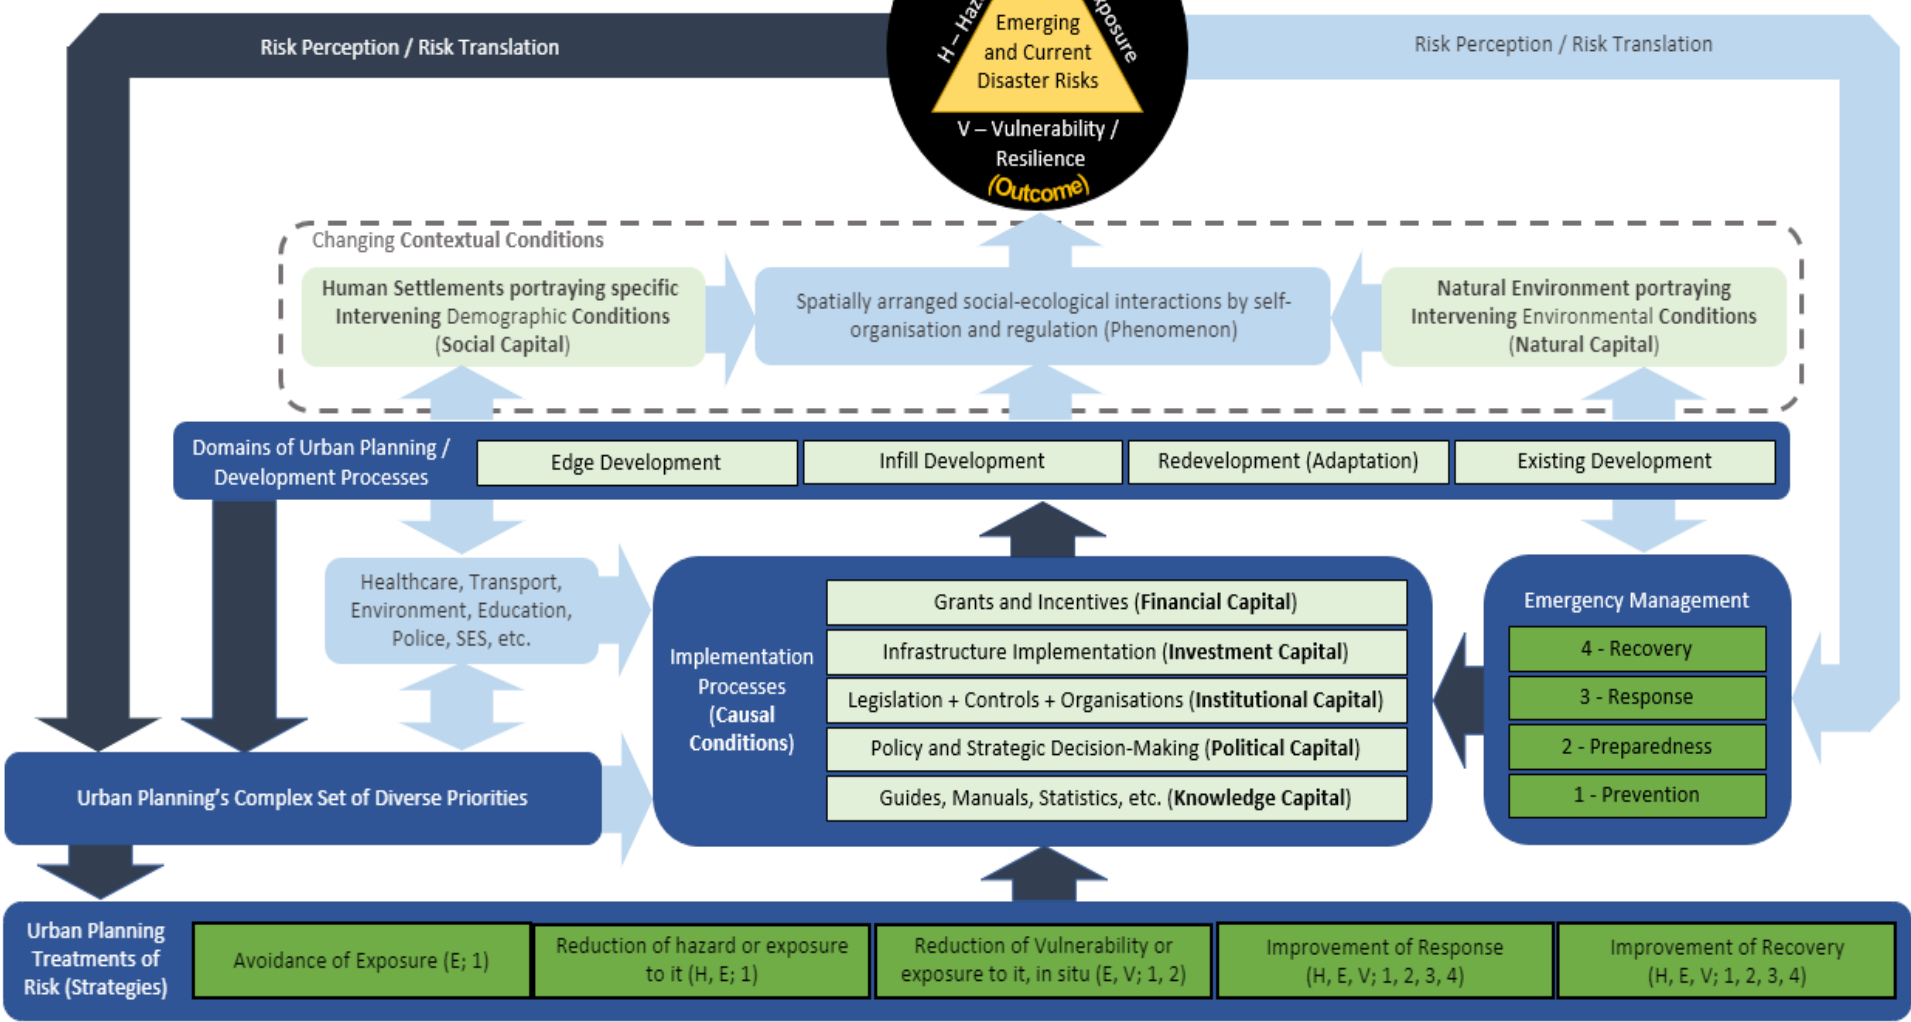 Risk Perception / Risk Translation
Emerging
and Current
Disaster Risks
H –
V – Vulnerability /
Resilience
(Outcome)
Risk Perception / Risk Translation
Changing Contextual Conditions
Human Settlements portraying specific
Intervening Demographic Conditions
(Social Capital)
Spatially arranged social-ecological interactions by self-
organisation and regulation (Phenomenon)
Natural Environment portraying
Intervening Environmental Conditions
(Natural Capital)
Domains of Urban Planning /
Development Processes
Edge Development
Infill Development
Redevelopment (Adaptation)
Existing Development
Healthcare, Transport,
Environment, Education,
Police, SES, etc.
Implementation
Processes
(Causal
Conditions)
Grants and Incentives (Financial Capital)
Infrastructure Implementation (Investment Capital)
Legislation + Controls + Organisations (Institutional Capital)
Policy and Strategic Decision-Making (Political Capital)
Guides, Manuals, Statistics, etc. (Knowledge Capital)
Emergency Management
4 - Recovery
3 - Response
2 - Preparedness
1 - Prevention
Urban Planning's Complex Set of Diverse Priorities
Urban Planning
Treatments of
Risk (Strategies)
Avoidance of Exposure (E; 1)
Reduction of hazard or exposure
to it (H, E; 1)
Reduction of Vulnerability or
exposure to it, in situ (E, V; 1, 2)
Improvement of Response
(H, E, V; 1, 2, 3, 4)
Improvement of Recovery
(H, E, V; 1, 2, 3, 4)